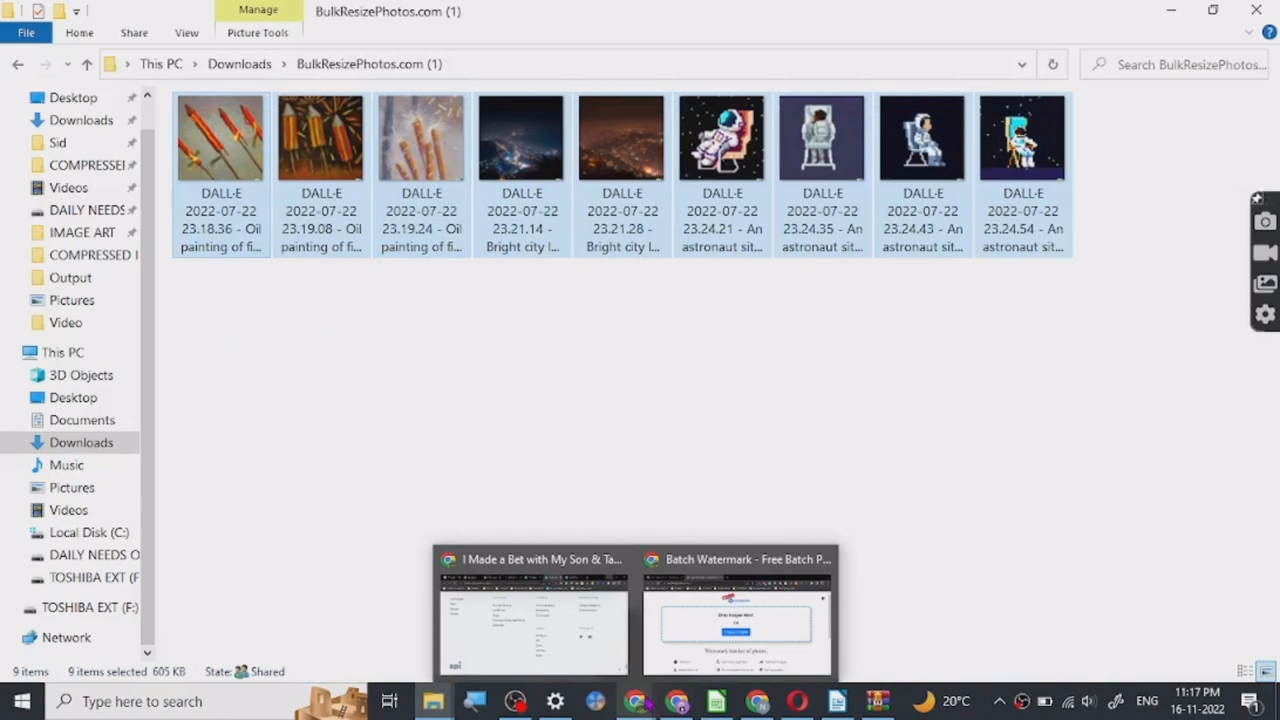 Manage
BulkResizePhotos.com (1)
File
Home
Share
View
Picture Tools
This PC
Downloads
BulkResizePhotos.com (1)
Search BulkResizePhotos...
Desktop
Downloads
Sid
COMPRESSEI
Videos
DAILY NEEDS
IMAGE ART
COMPRESSED I
Output
Pictures
Video
This PC
3D Objects
Desktop
Documents
Downloads
Music
Pictures
Videos
Local Disk (C:)
DAILY NEEDS O
TOSHIBA EXT (F
TOSHIBA EXT (F:)
Network
DALL·E
2022-07-22
23.18.36 - Oil
painting of fi...
DALL·E
2022-07-22
23.19.08 - Oil
painting of fi...
DALL·E
2022-07-22
23.19.24 - Oil
painting of fi...
DALL·E
2022-07-22
23.21.14 -
Bright city l...
DALL·E
2022-07-22
23.21.28 -
Bright city l...
DALL·E
2022-07-22
23.24.21 - An
astronaut sit...
DALL·E
2022-07-22
23.24.35 - An
astronaut sit...
DALL·E
2022-07-22
23.24.43 - An
astronaut sit...
DALL·E
2022-07-22
23.24.54 - An
astronaut sit...
I Made a Bet with My Son & Ta...
Batch Watermark - Free Batch P...
9 items
9 items selected 605 KB
State: Shared
Type here to search
20°C
ENG
11:17 PM
16-11-2022
1